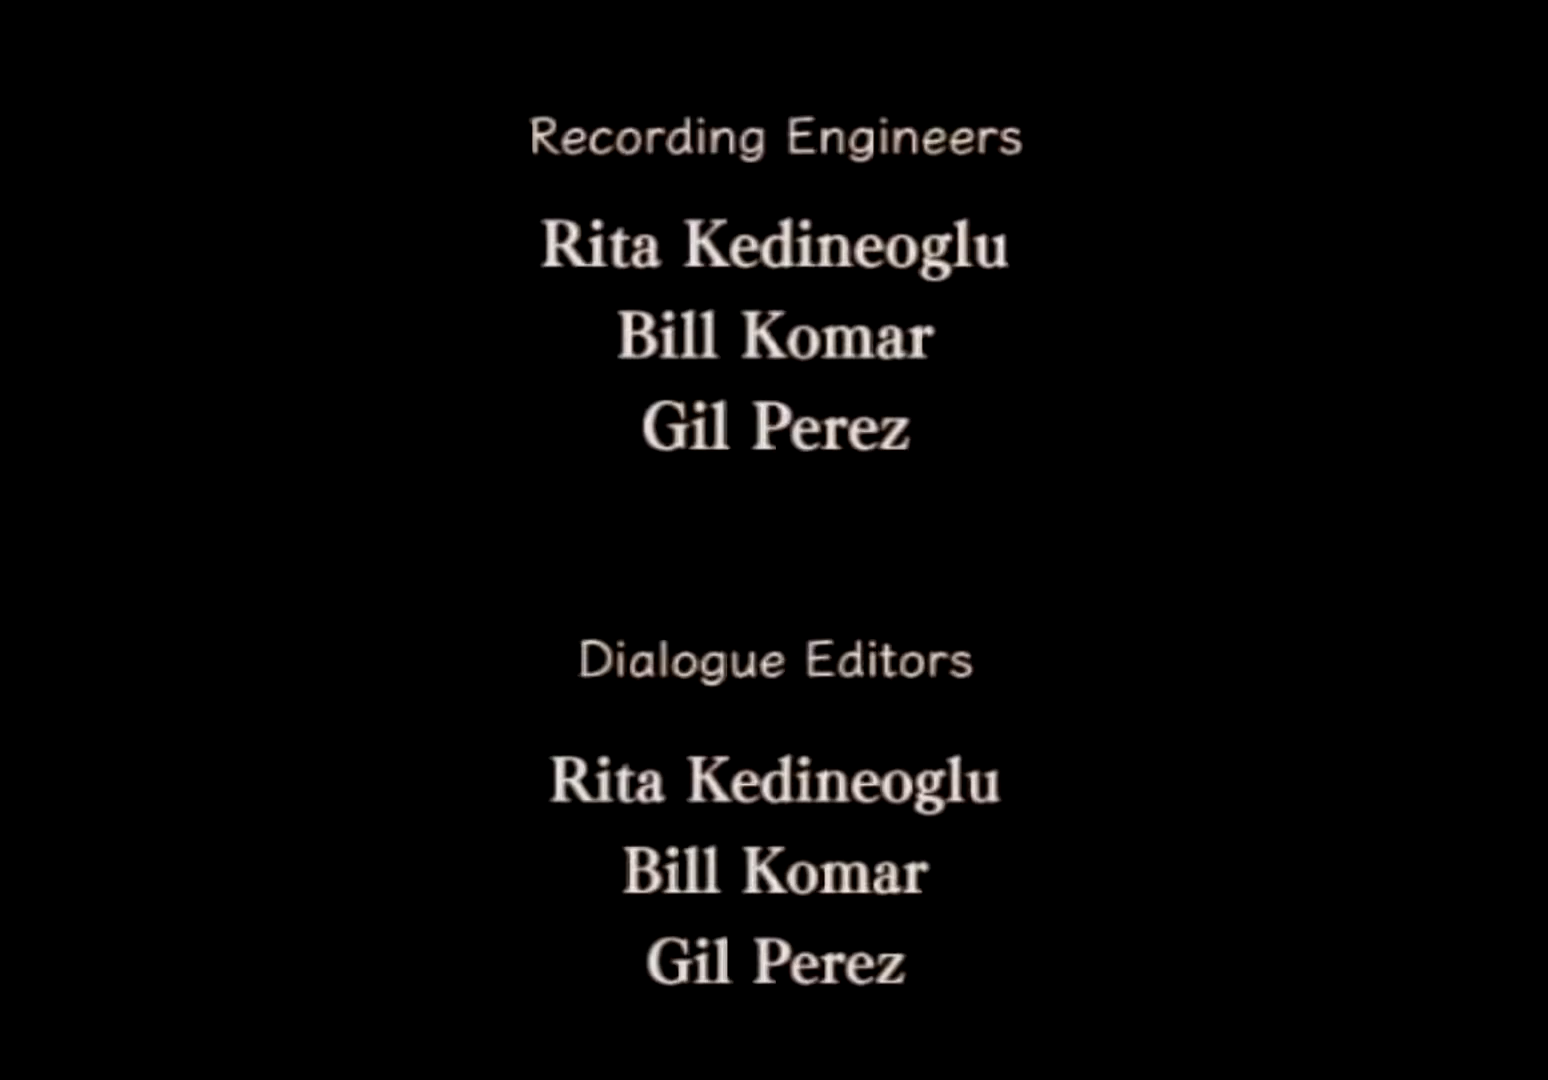 Recording Engineers
Rita Kedineoglu
Bill Komar
Gil Perez
Dialogue Editors
Rita Kedineoglu
Bill Komar
Gil Perez